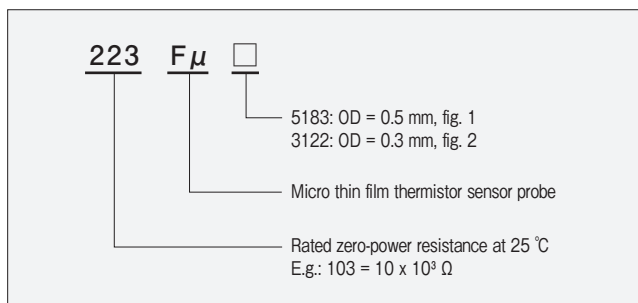 223 Fμ □
5183: OD = 0.5 mm, fig. 1
3122: OD = 0.3 mm, fig. 2
Micro thin film thermistor sensor probe
Rated zero-power resistance at 25 ℃
E.g.: 103 = 10 x 10³ Ω